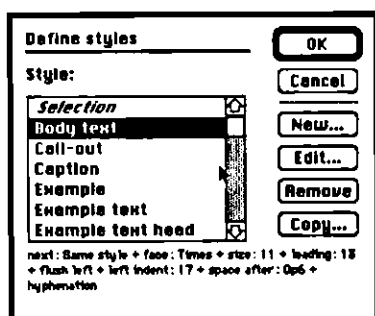 Define styles
OK
Style:
Cancel
Selection
Body text
New...
Call-out
Edit...
Caption
Example
Remove
Example text
Example text head
Copy...
next: Same style + face: Times + size: 11 + leading: 13
+ flush left + left indent: 17 + space after: 0p6 +
hyphenation